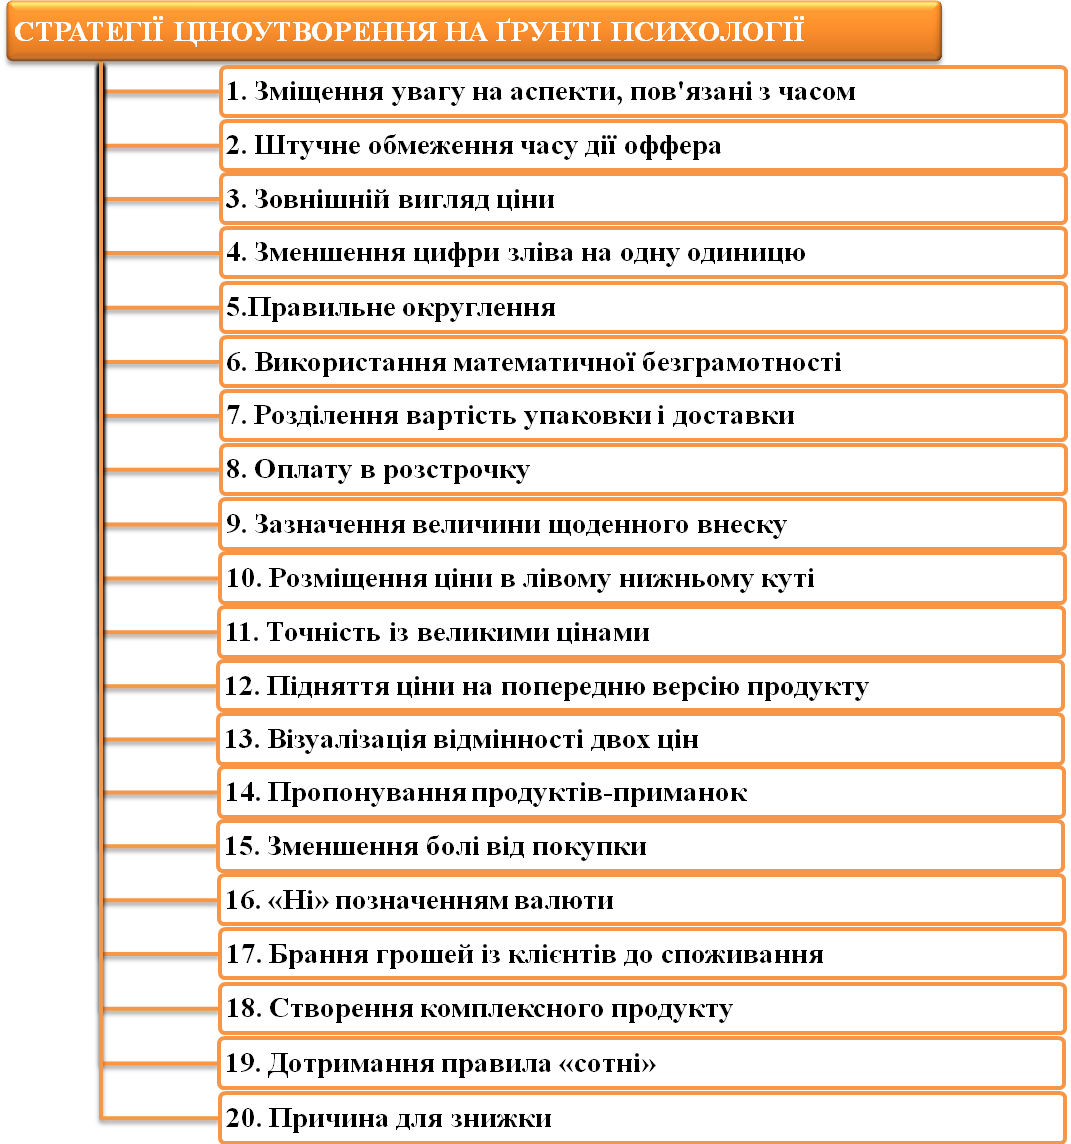 СТРАТЕГІЇ ЦІНОУТВОРЕННЯ НА ҐРУНТІ ПСИХОЛОГІЇ
1. Зміщення увагу на аспекти, пов'язані з часом
2. Штучне обмеження часу дії оффера
3. Зовнішній вигляд ціни
4. Зменшення цифри зліва на одну одиницю
5.Правильне округлення
6. Використання математичної безграмотності
7. Розділення вартість упаковки і доставки
8. Оплату в розстрочку
9. Зазначення величини щоденного внеску
10. Розміщення ціни в лівому нижньому куті
11. Точність із великими цінами
12. Підняття ціни на попередню версію продукту
13. Візуалізація відмінності двох цін
14. Пропонування продуктів-приманок
15. Зменшення болі від покупки
16. «Ні» позначенням валюти
17. Брання грошей із клієнтів до споживання
18. Створення комплексного продукту
19. Дотримання правила «сотні»
20. Причина для знижки